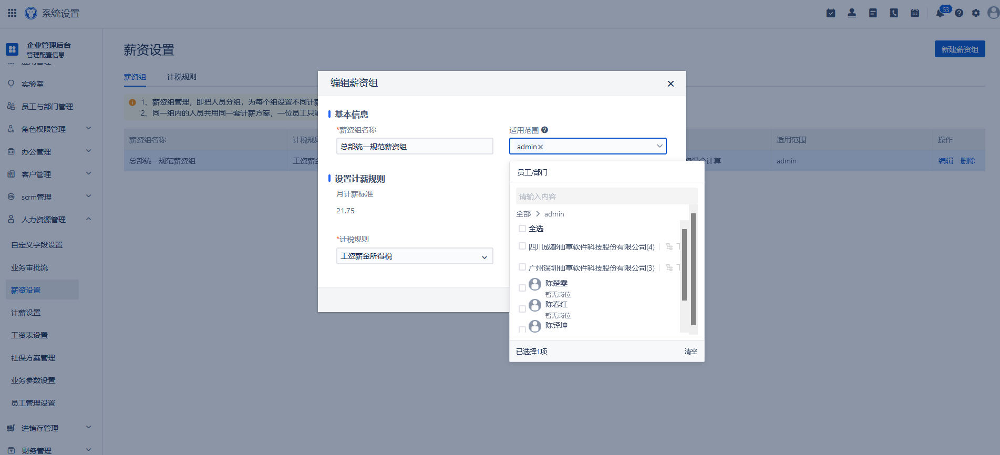 系统设置
53
企业管理后台
管理配置信息
应用管理
实验室
员工与部门管理
角色权限管理
办公管理
客户管理
scrm管理
人力资源管理
自定义字段设置
业务审批流
薪资设置
计薪设置
工资表设置
社保方案管理
业务参数设置
员工管理设置
进销存管理
财务管理
薪资设置
新建薪资组
薪资组 计税规则
1、薪资组管理，即把人员分组，为每个组设置不同计薪
2、同一组内的人员共用同一套计薪方案，一位员工只能
薪资组名称 计税规则 适用范围 操作
总部统一规范薪资组 工资薪金 资混合计算 admin 编辑 删除
编辑薪资组
基本信息
*薪资组名称
总部统一规范薪资组
适用范围
admin
设置计薪规则
月计薪标准
21.75
*计税规则
工资薪金所得税
员工/部门
请输入内容
全部 > admin
全选
四川成都仙草软件科技股份有限公司(4)
广州深圳仙草软件科技股份有限公司(3)
陈楚雯
暂无岗位
陈春红
暂无岗位
陈铎坤
已选择1项 清空